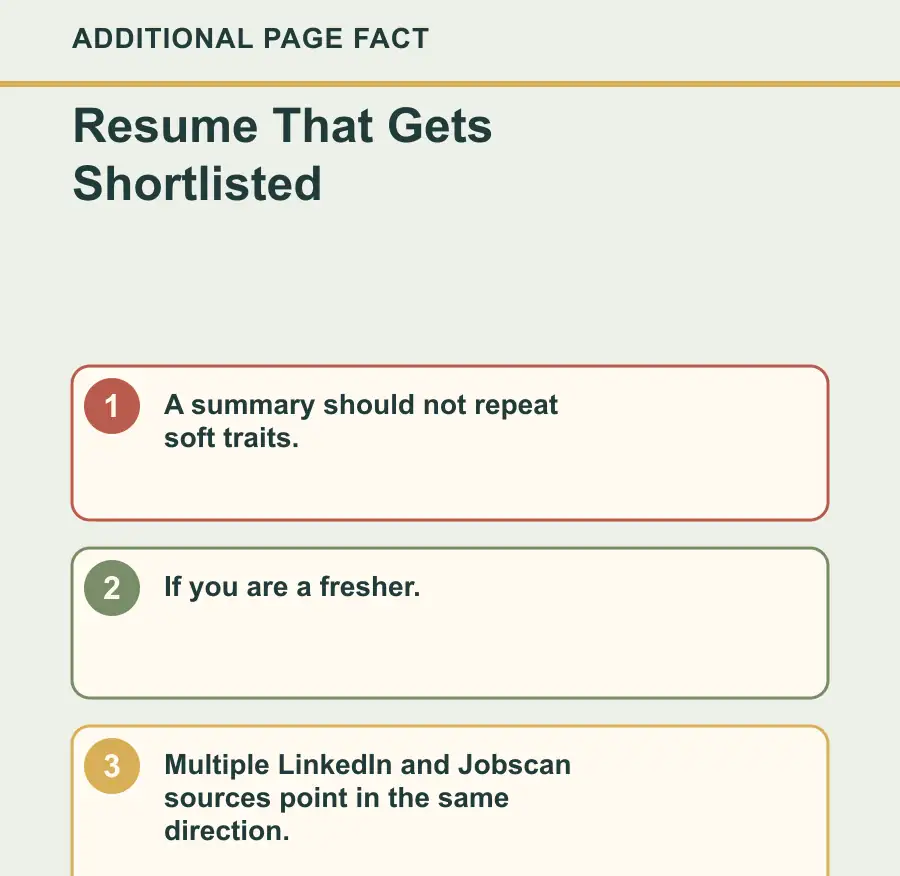 ADDITIONAL PAGE FACT
Resume That Gets
Shortlisted
1
A summary should not repeat
soft traits.
2
If you are a fresher.
3
Multiple LinkedIn and Jobscan
sources point in the same
direction.